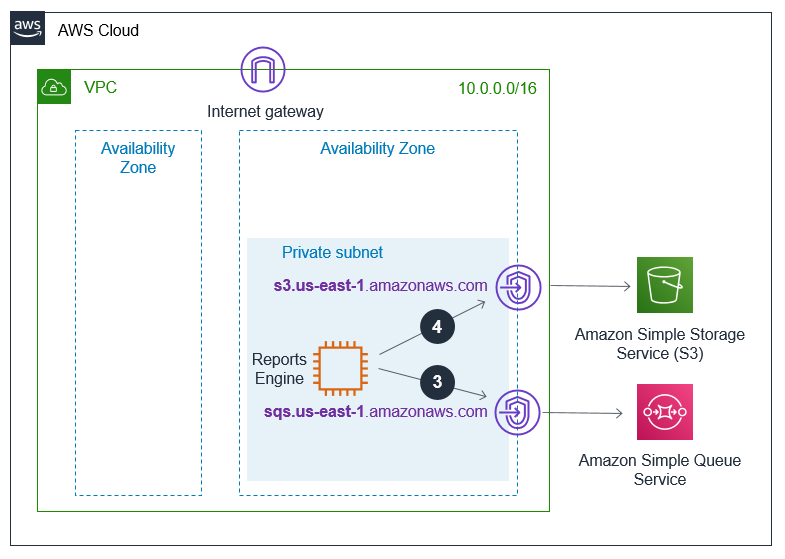 aws
AWS Cloud
VPC
10.0.0.0/16
Internet gateway
Availability
Zone
Availability Zone
Private subnet
s3.us-east-1.amazonaws.com
4
Reports
Engine
3
sqs.us-east-1.amazonaws.com
Amazon Simple Storage
Service (S3)
Amazon Simple Queue
Service